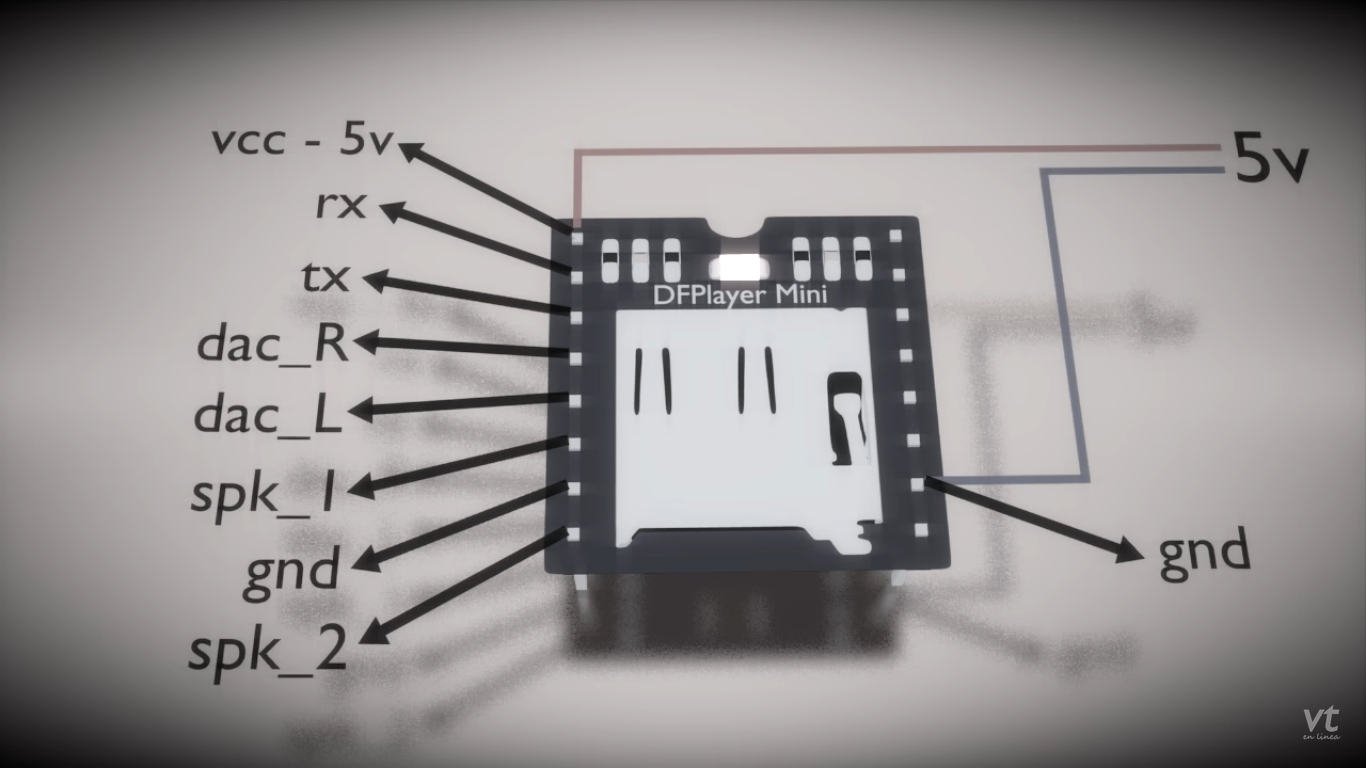 vcc - 5v
rx
tx
dac_R
dac_L
spk_1
gnd
spk_2
DFPlayer Mini
5v
gnd
vt
en linea